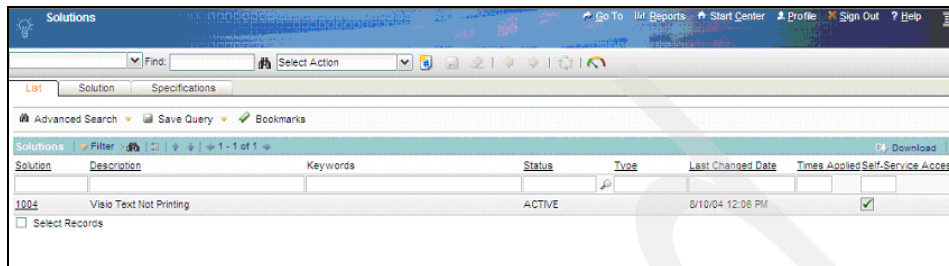 Solutions
Go To Reports Start Center Profile Sign Out ? Help
Find: Select Action
List Solution Specifications
Advanced Search Save Query Bookmarks
Solutions Filter 1 - 1 of 1 Download
Solution Description Keywords Status Type Last Changed Date Times Applied Self-Service Acces
1004 Visio Text Not Printing ACTIVE 8/10/04 12:06 PM
Select Records